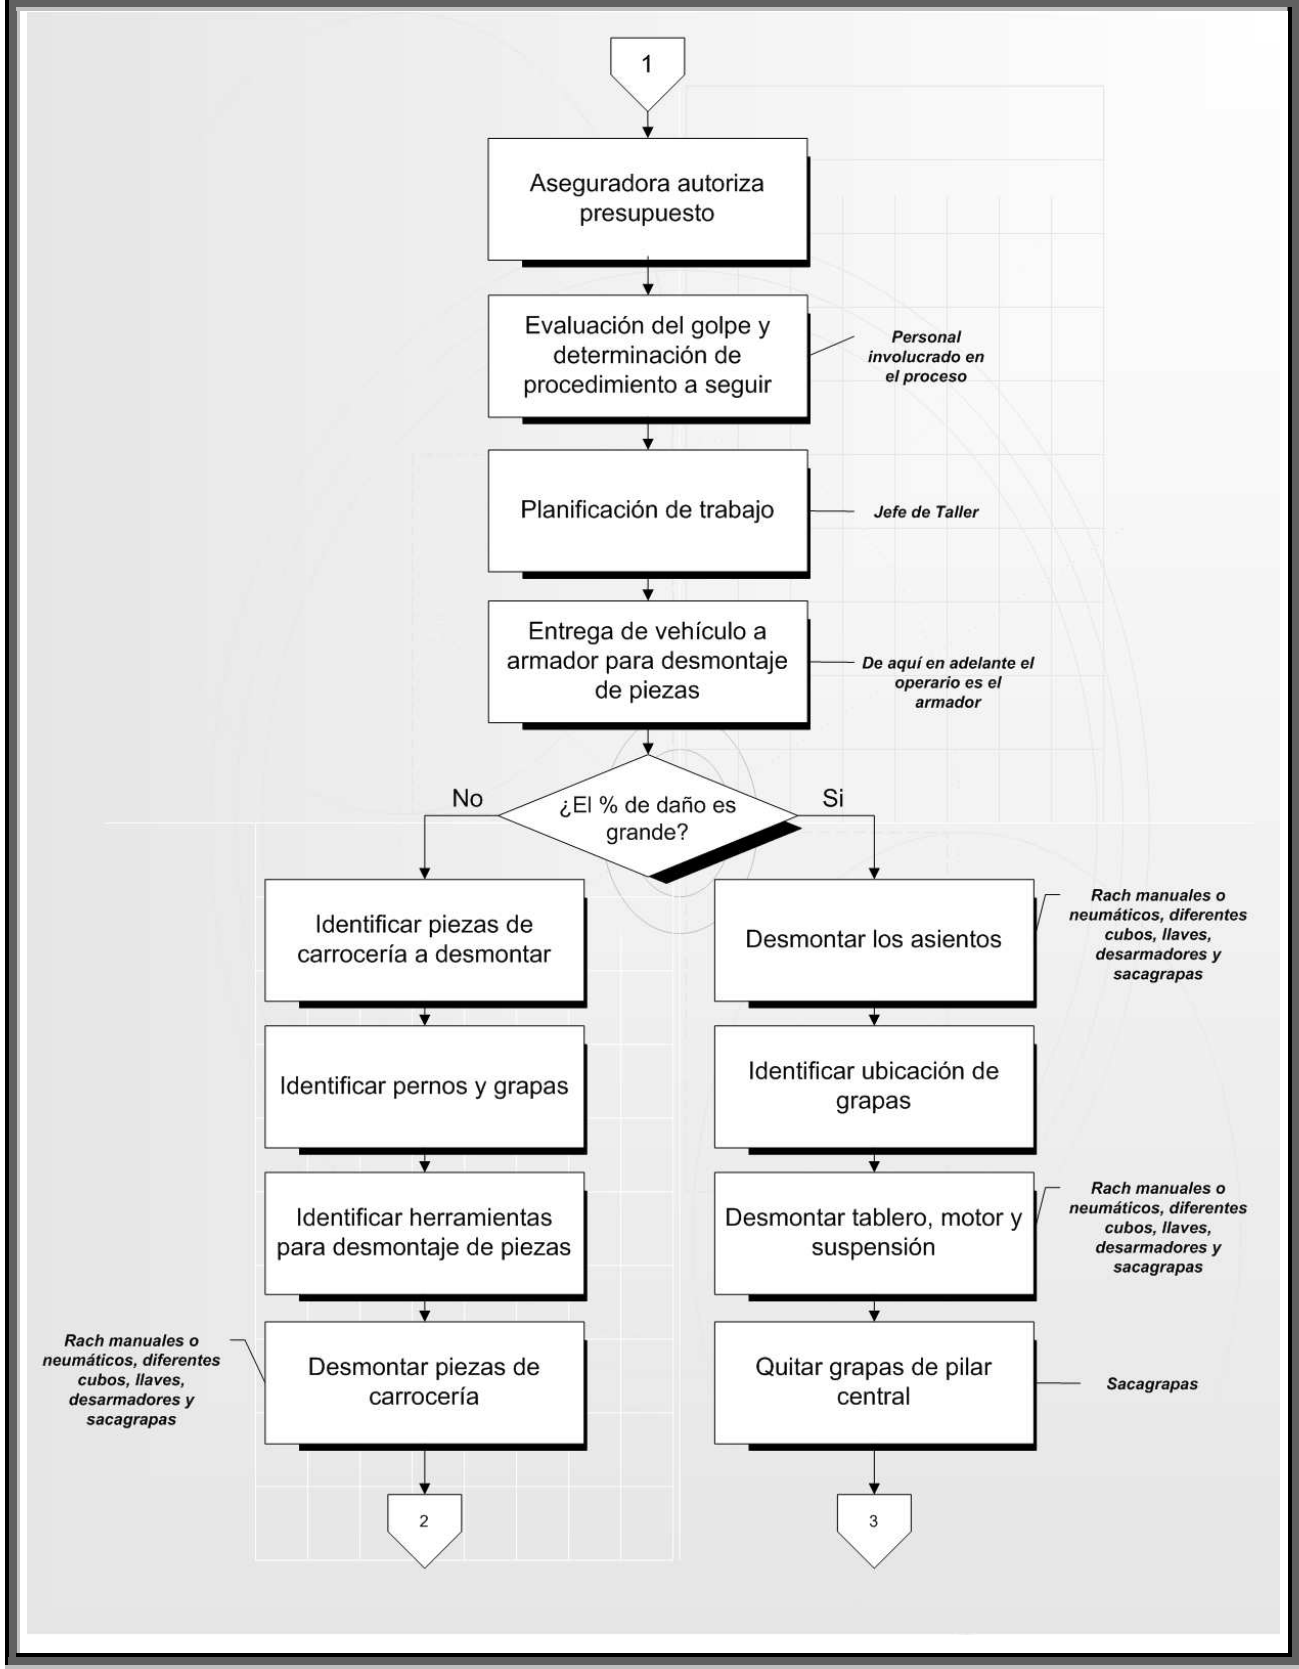 1
Aseguradora autoriza
presupuesto
Evaluación del golpe y
determinación de
procedimiento a seguir
Personal
involucrado en
el proceso
Planificación de trabajo
Jefe de Taller
Entrega de vehículo a
armador para desmontaje
de piezas
De aquí en adelante el
operario es el
armador
¿El % de daño es
grande?
No
Si
Identificar piezas de
carrocería a desmontar
Identificar pernos y grapas
Identificar herramientas
para desmontaje de piezas
Desmontar piezas de
carrocería
Rach manuales o
neumáticos, diferentes
cubos, llaves,
desarmadores y
sacagrapas
2
Desmontar los asientos
Rach manuales o
neumáticos, diferentes
cubos, llaves,
desarmadores y
sacagrapas
Identificar ubicación de
grapas
Desmontar tablero, motor y
suspensión
Rach manuales o
neumáticos, diferentes
cubos, llaves,
desarmadores y
sacagrapas
Quitar grapas de pilar
central
Sacagrapas
3